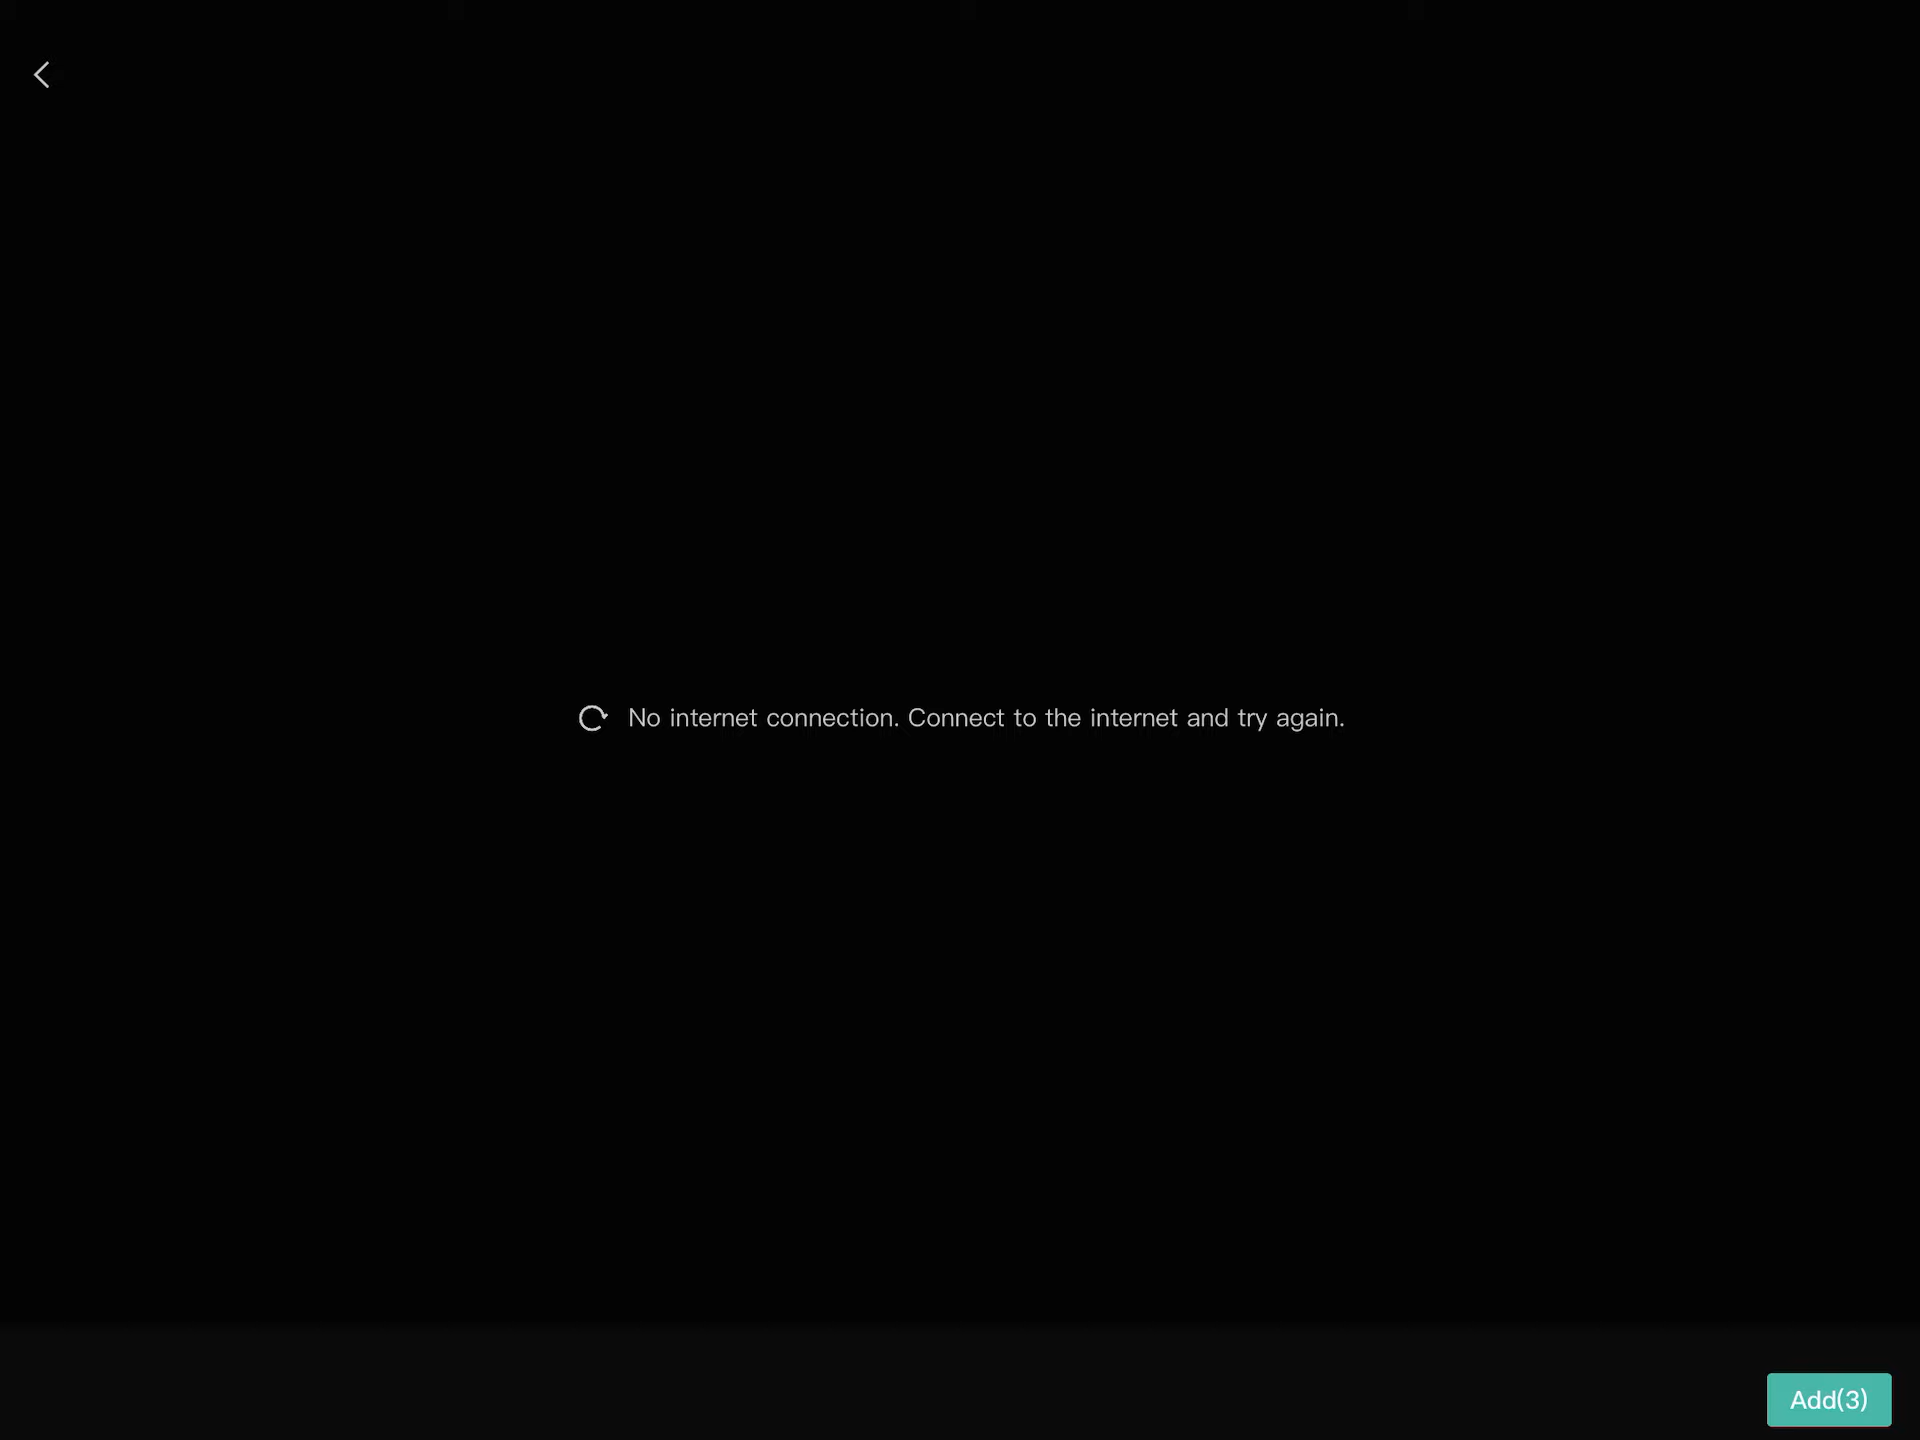 No internet connection. Connect to the internet and try again.
Add(3)